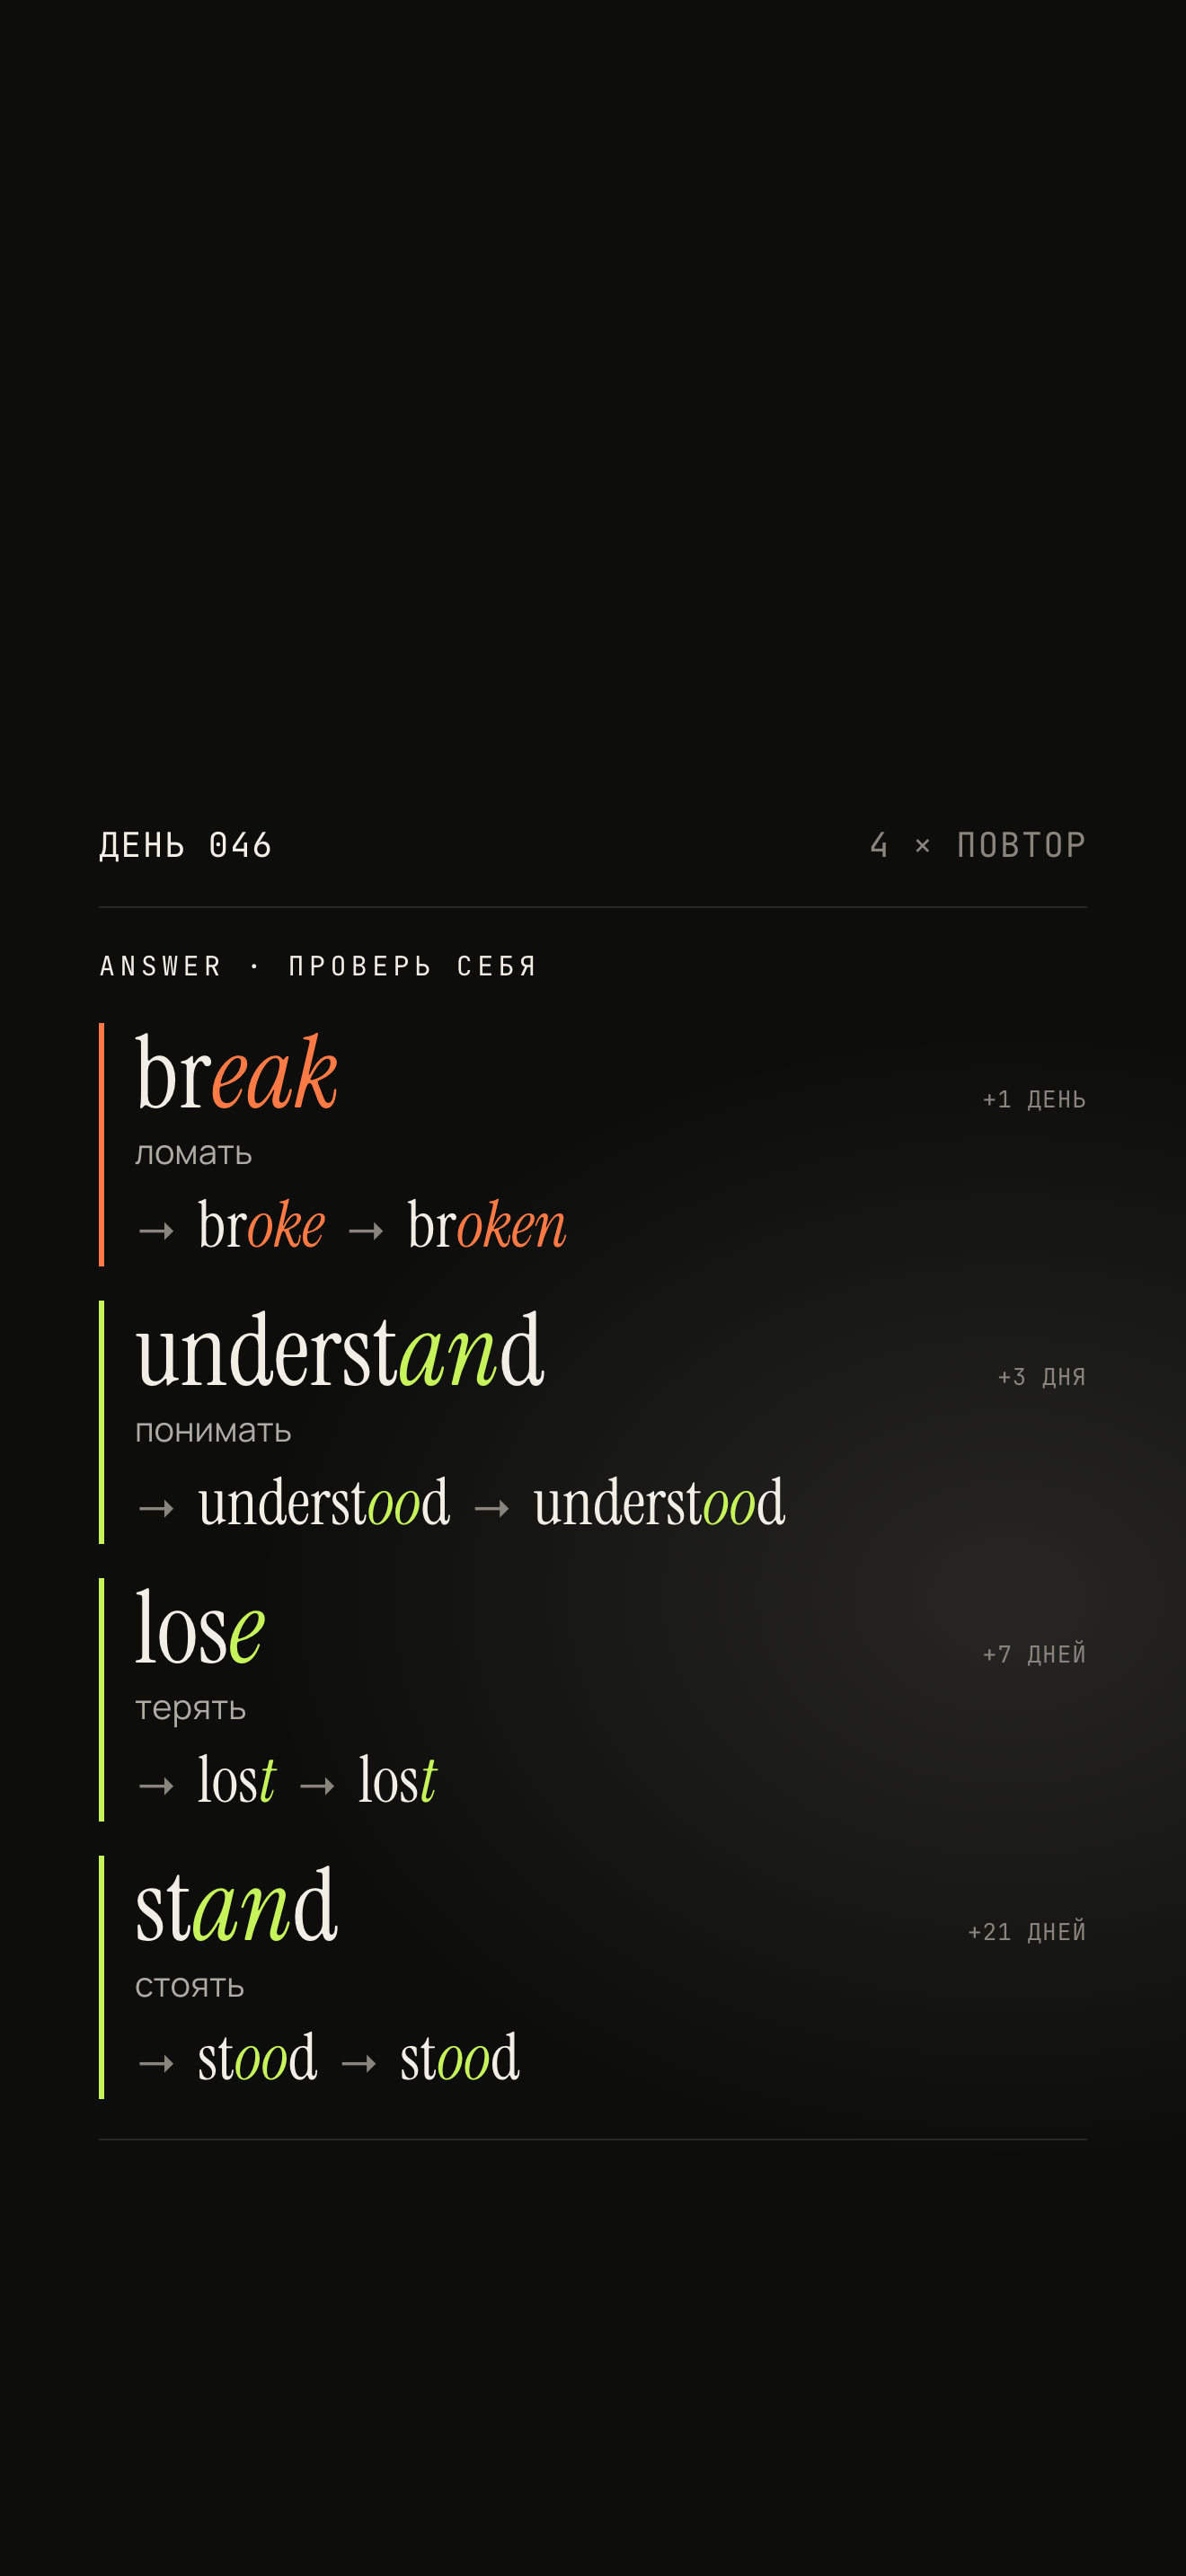 ДЕНЬ 046
4 × ПОВТОР
ANSWER · ПРОВЕРЬ СЕБЯ
break
+1 ДЕНЬ
ломать
→ broke → broken
understand
+3 ДНЯ
понимать
→ understood → understood
lose
+7 ДНЕЙ
терять
→ lost → lost
stand
+21 ДНЕЙ
стоять
→ stood → stood